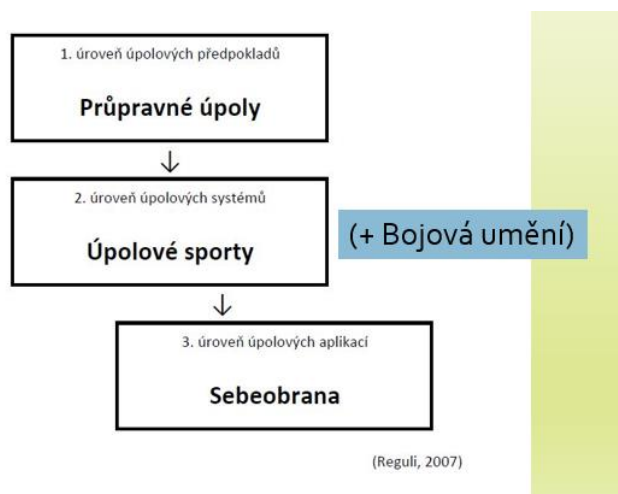 1. úroveň úpolových předpokladů
Průpravné úpoly
2. úroveň úpolových systémů
Úpolové sporty
(+ Bojová umění)
3. úroveň úpolových aplikací
Sebeobrana
(Reguli, 2007)